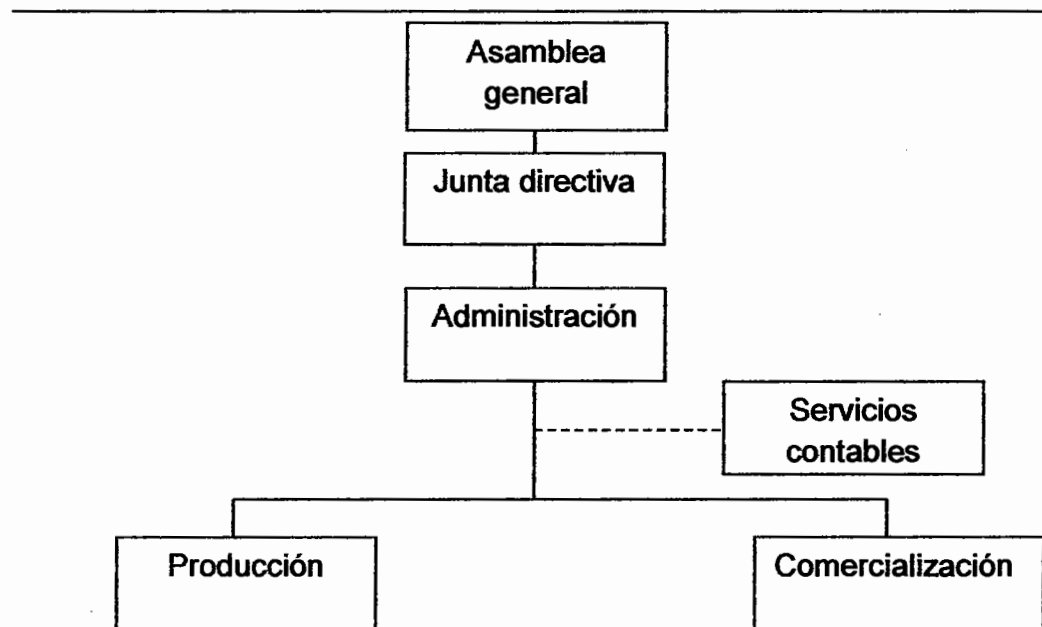 Asamblea
general
Junta directiva
Administración
Servicios
contables
Producción
Comercialización